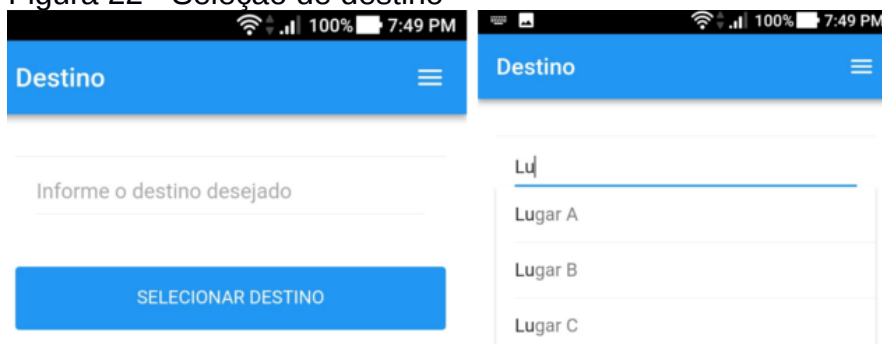 Figura 22 - Seleção do destino
100% 7:49 PM
Destino
Informe o destino desejado
SELECIONAR DESTINO
100% 7:49 PM
Destino
Lu
Lugar A
Lugar B
Lugar C